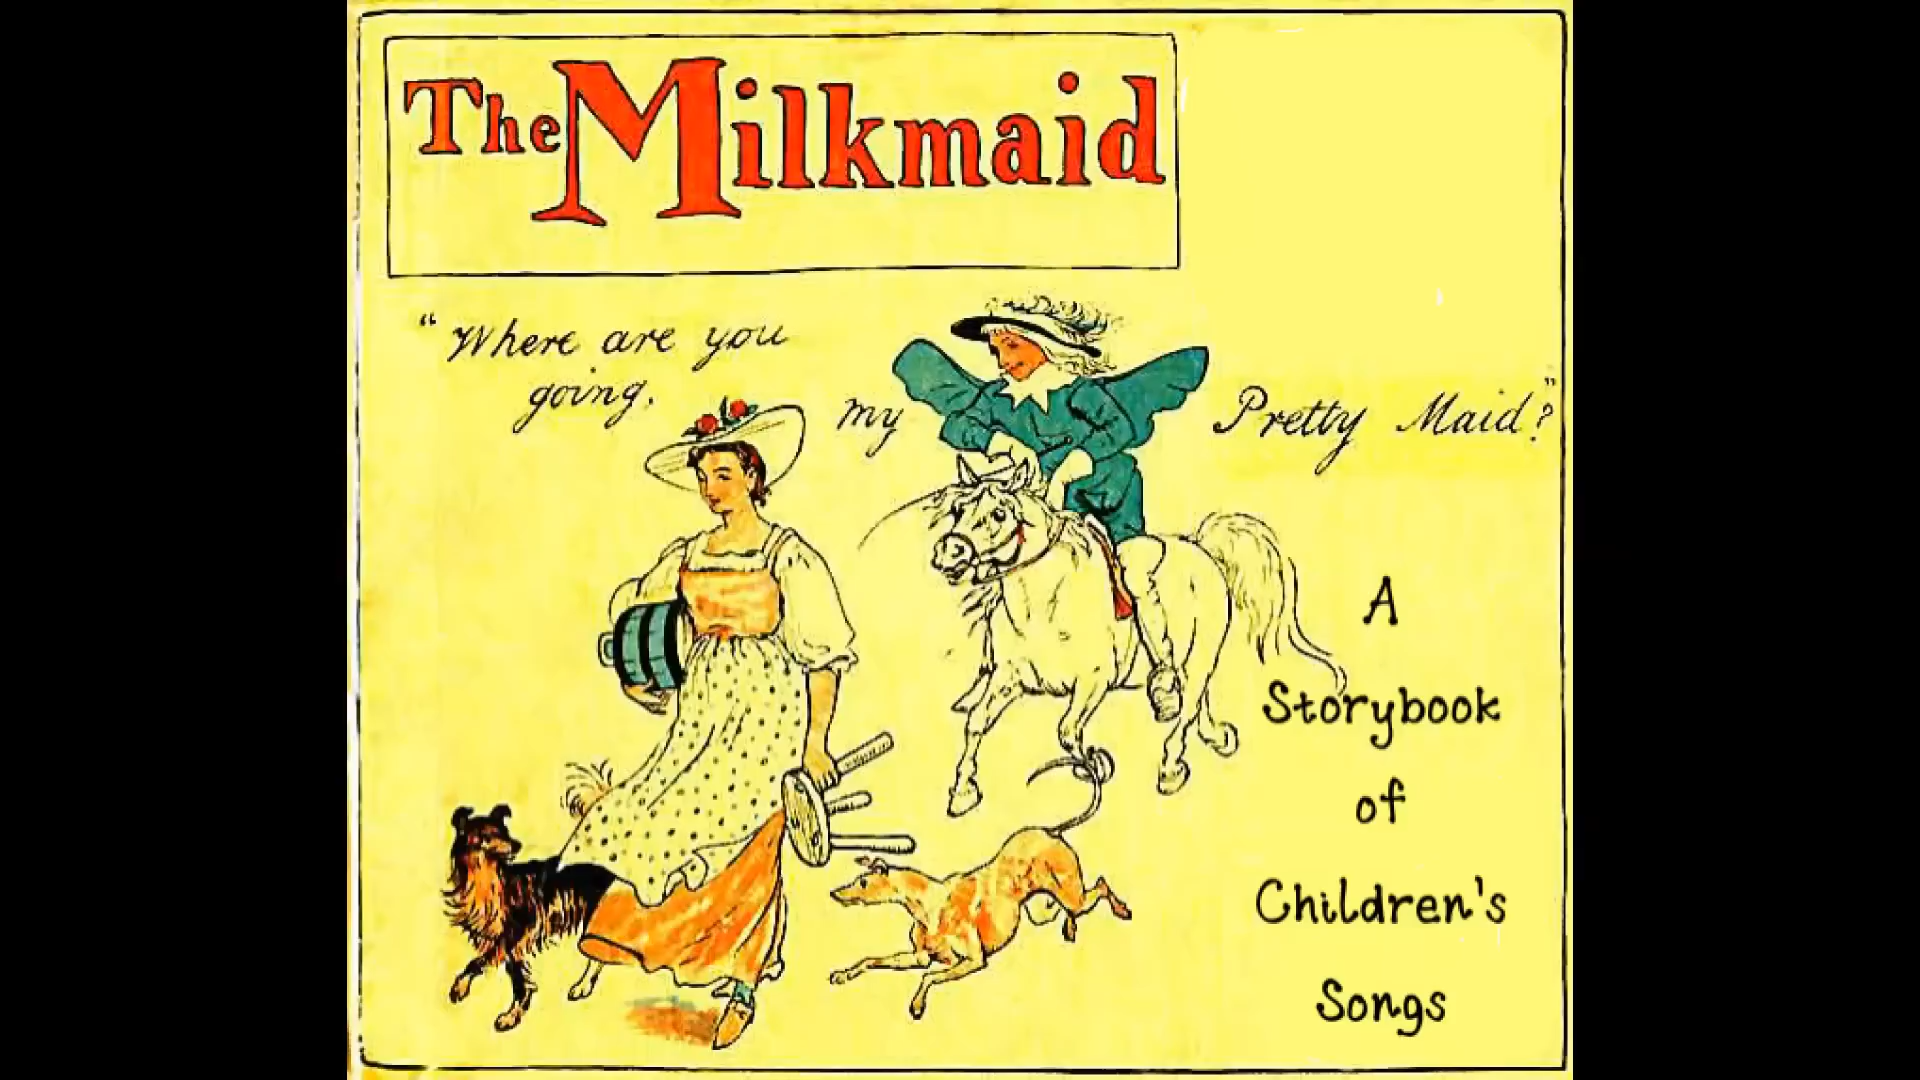 The Milkmaid
“Where are you
going,
my
Pretty Maid?”
A
Storybook
of
Children's
Songs